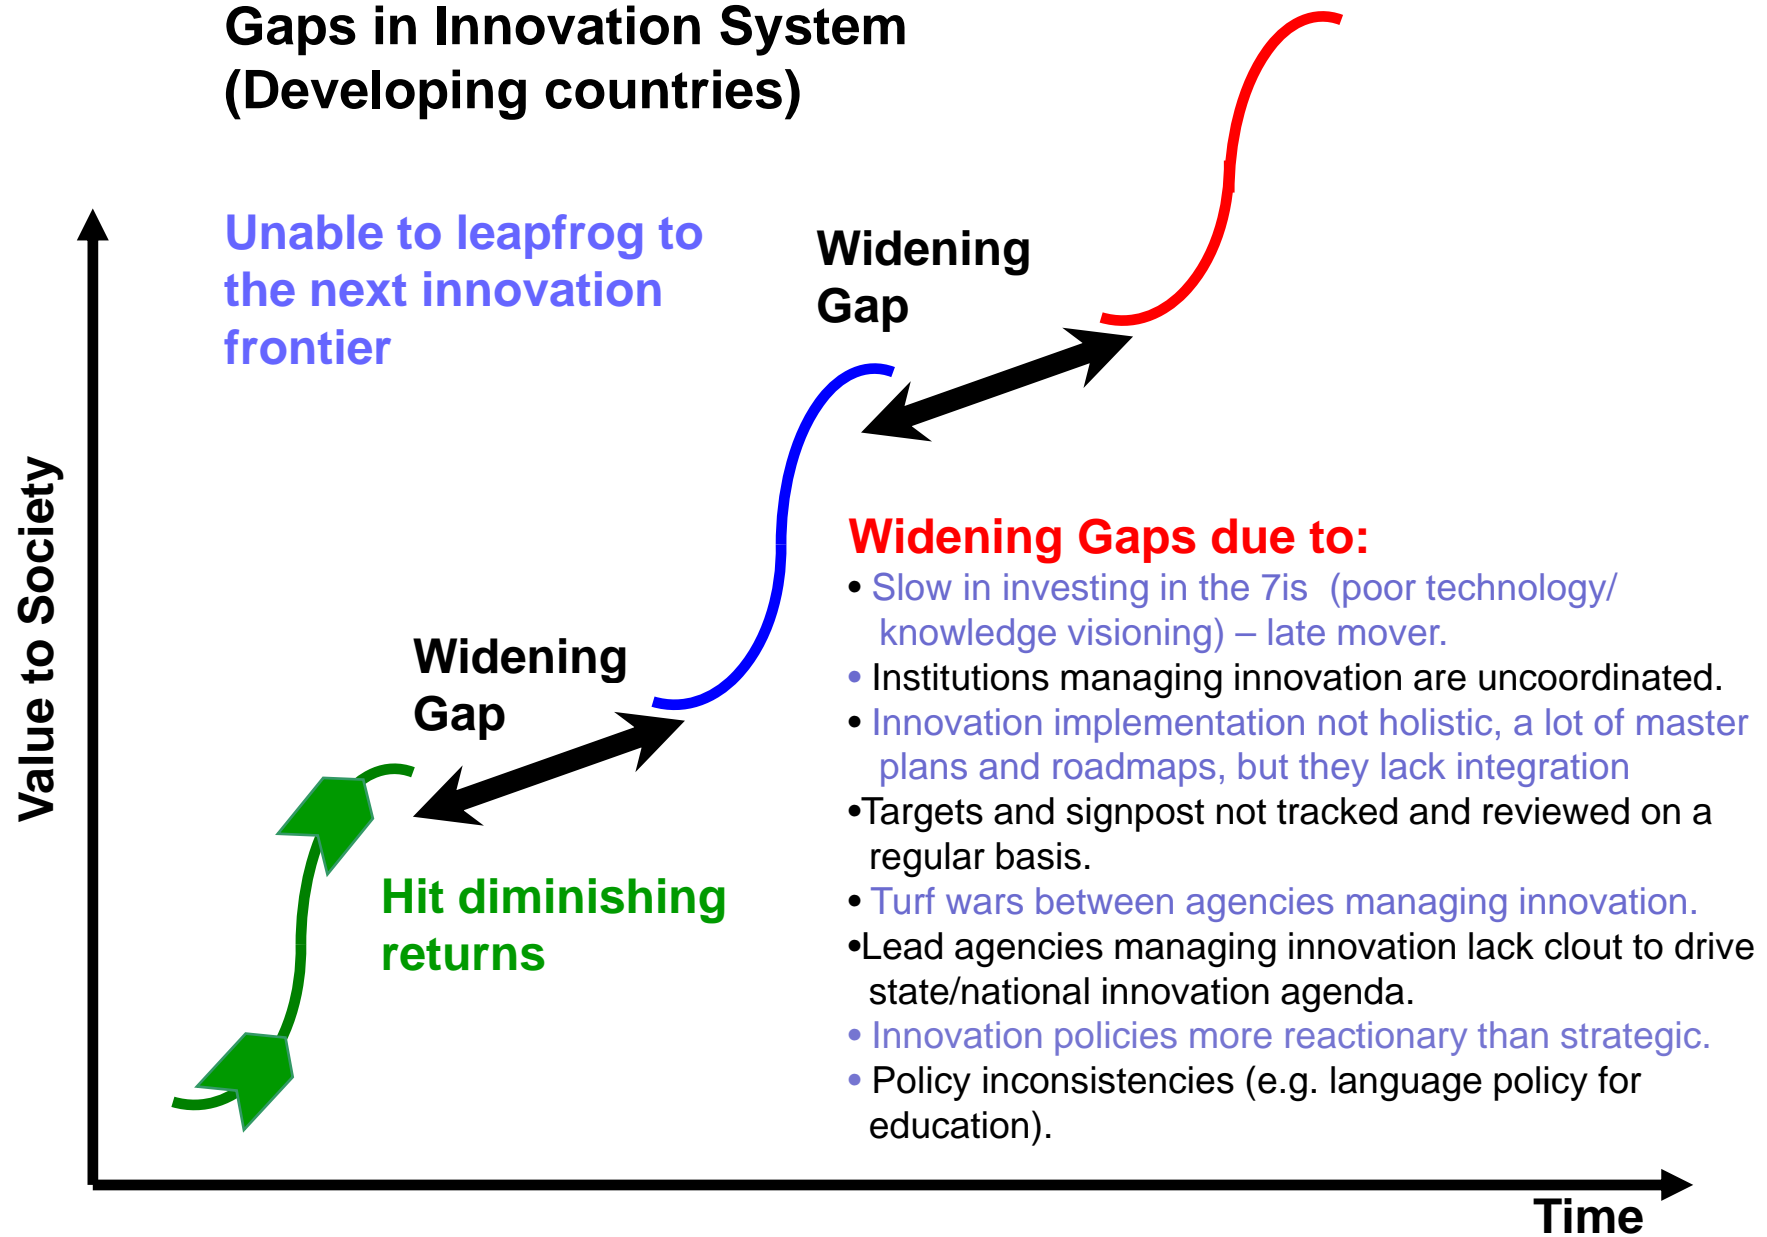 Gaps in Innovation System
(Developing countries)
Unable to leapfrog to
the next innovation
frontier
Widening
Gap
Value to Society
Widening
Gap
Hit diminishing
returns
Widening Gaps due to:
• Slow in investing in the 7is  (poor technology/
knowledge visioning) – late mover.
• Institutions managing innovation are uncoordinated.
• Innovation implementation not holistic, a lot of master
plans and roadmaps, but they lack integration
•Targets and signpost not tracked and reviewed on a
regular basis.
• Turf wars between agencies managing innovation.
•Lead agencies managing innovation lack clout to drive
state/national innovation agenda.
• Innovation policies more reactionary than strategic.
• Policy inconsistencies (e.g. language policy for
education).
Time